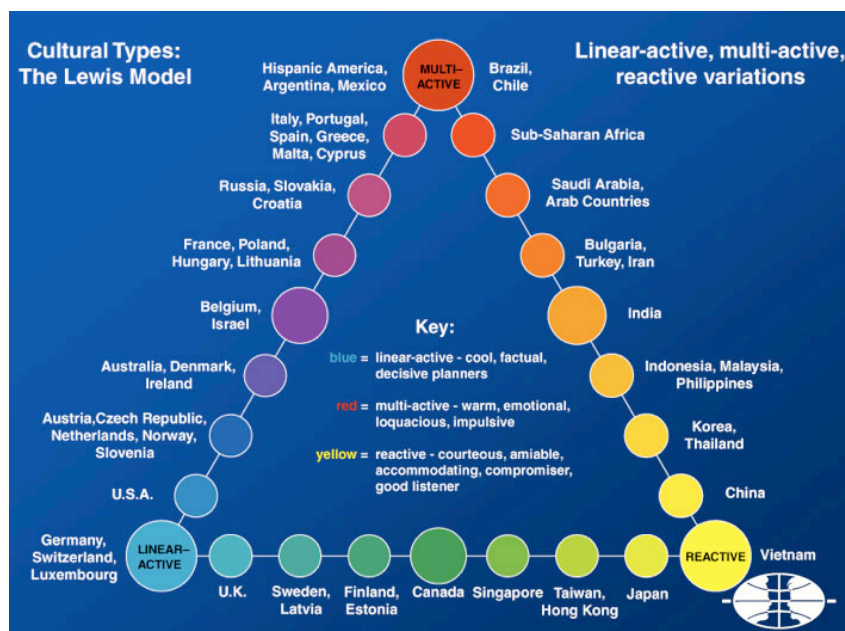 Cultural Types:
The Lewis Model
Linear-active, multi-active,
reactive variations
Hispanic America,
Argentina, Mexico
MULTI–
ACTIVE
Brazil,
Chile
Italy, Portugal,
Spain, Greece,
Malta, Cyprus
Sub-Saharan Africa
Russia, Slovakia,
Croatia
Saudi Arabia,
Arab Countries
France, Poland,
Hungary, Lithuania
Bulgaria,
Turkey, Iran
Belgium,
Israel
India
Key:
blue = linear-active - cool, factual,
decisive planners
red = multi-active - warm, emotional,
loquacious, impulsive
yellow = reactive - courteous, amiable,
accommodating, compromiser,
good listener
Australia, Denmark,
Ireland
Indonesia, Malaysia,
Philippines
Austria,Czech Republic,
Netherlands, Norway,
Slovenia
Korea,
Thailand
U.S.A.
China
Germany,
Switzerland,
Luxembourg
LINEAR–
ACTIVE
U.K.
Sweden,
Latvia
Finland,
Estonia
Canada
Singapore
Taiwan,
Hong Kong
Japan
REACTIVE
Vietnam